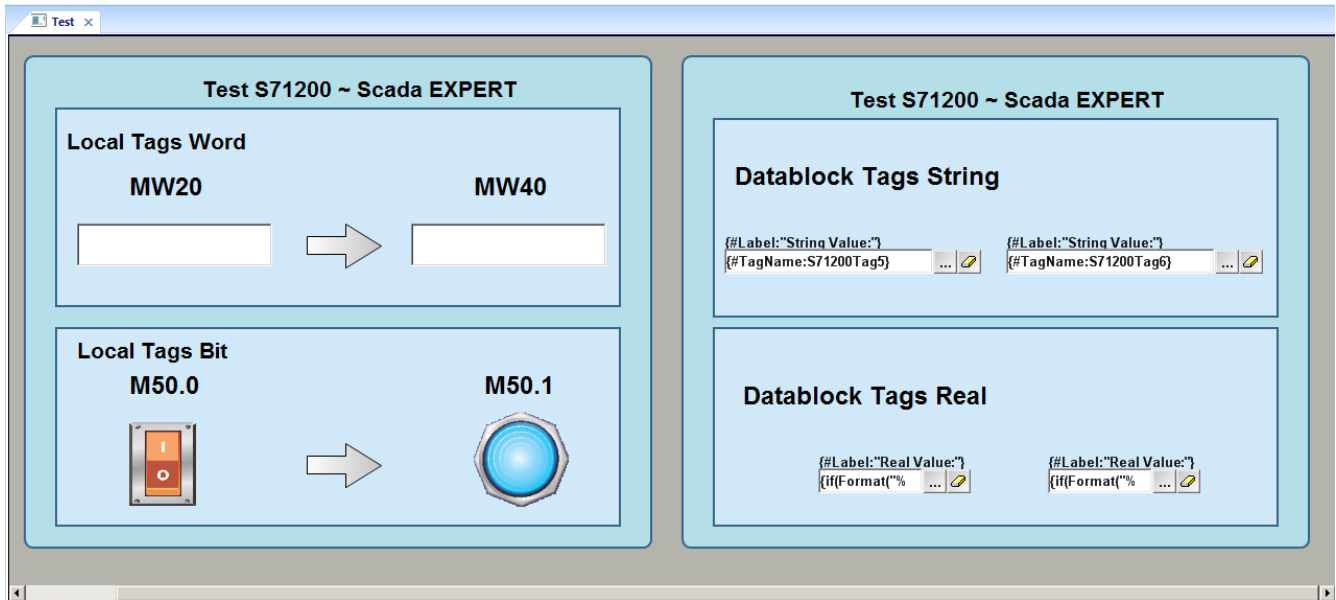 Test
Test S71200 ~ Scada EXPERT
Local Tags Word
MW20 MW40
Local Tags Bit
M50.0 M50.1
I
O
Test S71200 ~ Scada EXPERT
Datablock Tags String
{#Label:"String Value:"} {#Label:"String Value:"}
{#TagName:S71200Tag5} ... {#TagName:S71200Tag6} ...
Datablock Tags Real
{#Label:"Real Value:"} {#Label:"Real Value:"}
{if(Format("% ... {if(Format("% ...